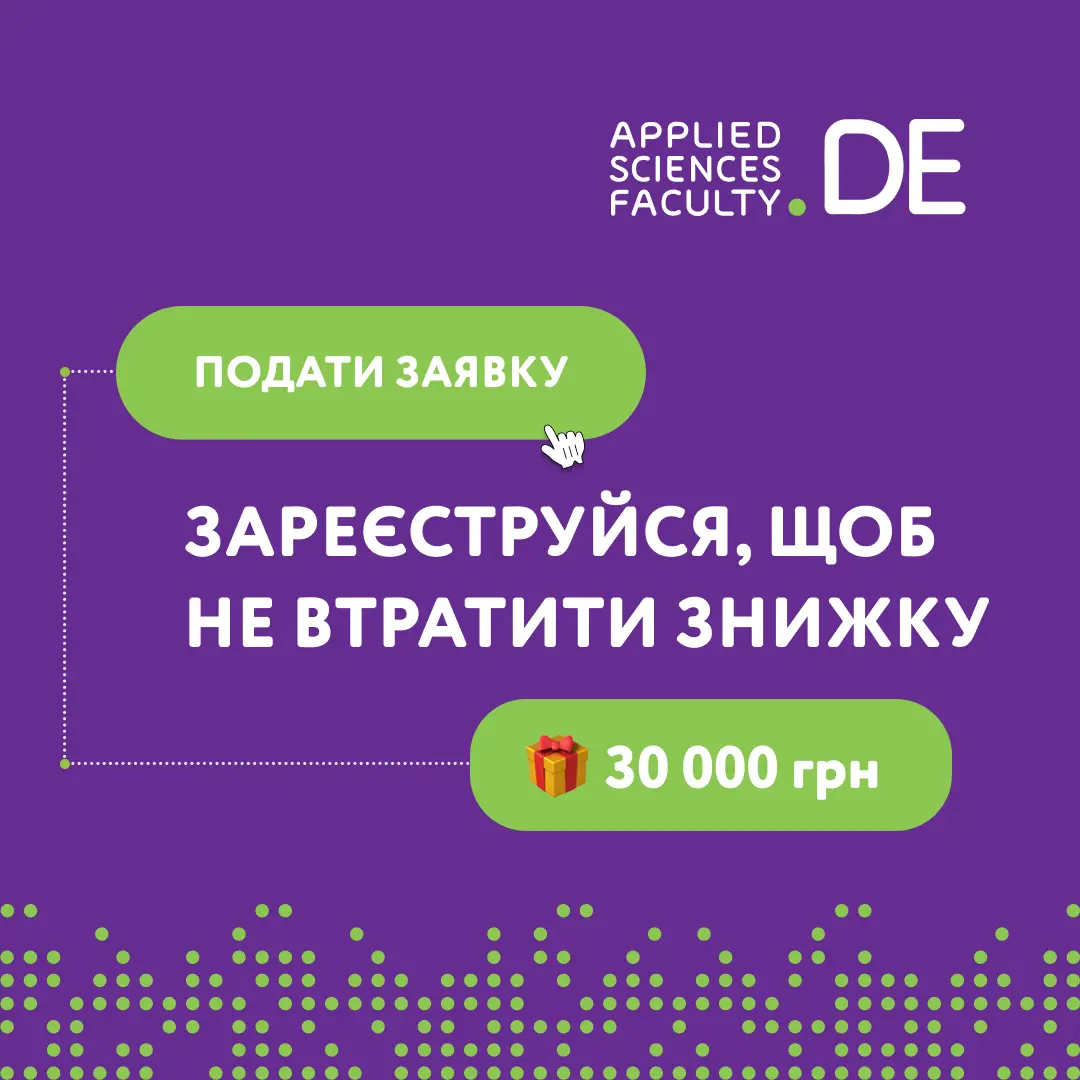 APPLIED
SCIENCES
FACULTY.DE
ПОДАТИ ЗАЯВКУ
ЗАРЕЄСТРУЙСЯ, ЩОБ
НЕ ВТРАТИТИ ЗНИЖКУ
30 000 грн